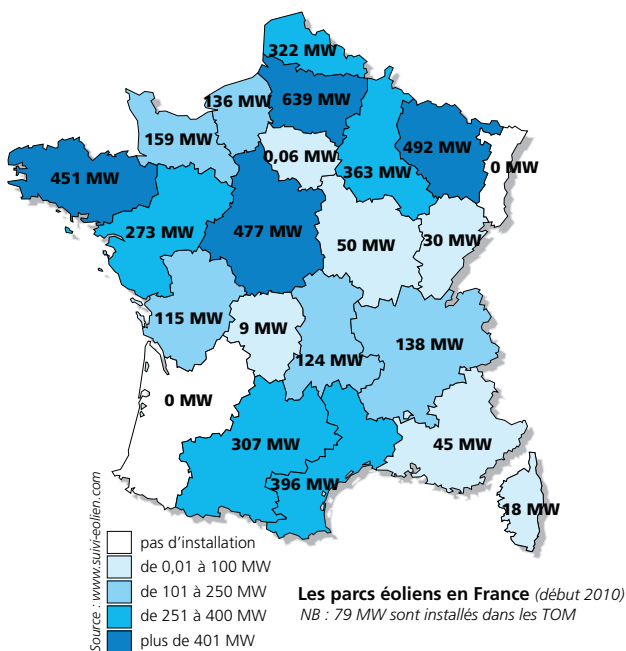 322 MW
136 MW
639 MW
159 MW
0,06 MW
492 MW
363 MW
0 MW
451 MW
273 MW
477 MW
50 MW
30 MW
115 MW
9 MW
124 MW
138 MW
0 MW
307 MW
45 MW
396 MW
18 MW
Source : www.suivi-eolien.com
pas d'installation
de 0,01 à 100 MW
de 101 à 250 MW
de 251 à 400 MW
plus de 401 MW
Les parcs éoliens en France (début 2010)
NB : 79 MW sont installés dans les TOM